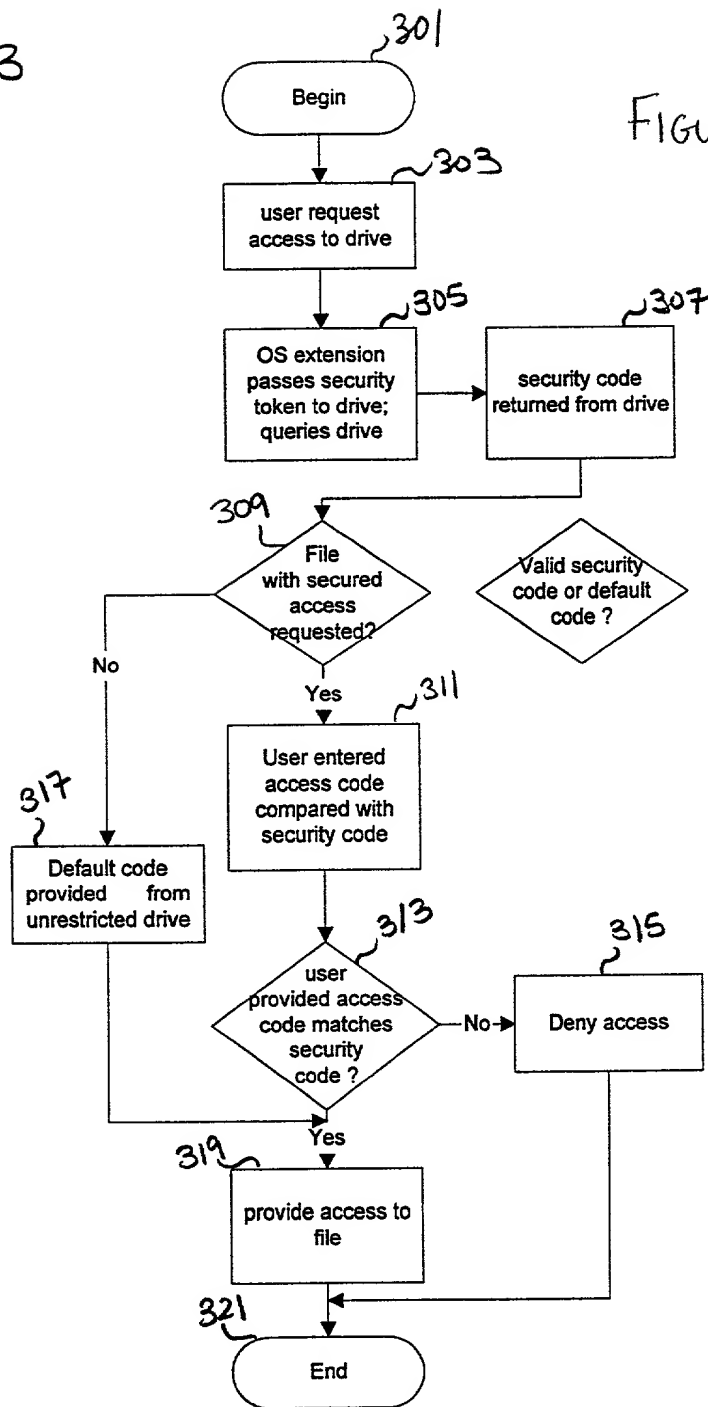 3
301
Begin
FIGU
303
user request
access to drive
305
307
OS extension
passes security
token to drive;
queries drive
security code
returned from drive
309
File
with secured
access
requested?
Valid security
code or default
code ?
No
Yes
311
User entered
access code
compared with
security code
317
Default code
provided from
unrestricted drive
313
315
user
provided access
code matches
security
code ?
No
Deny access
Yes
319
provide access to
file
321
End